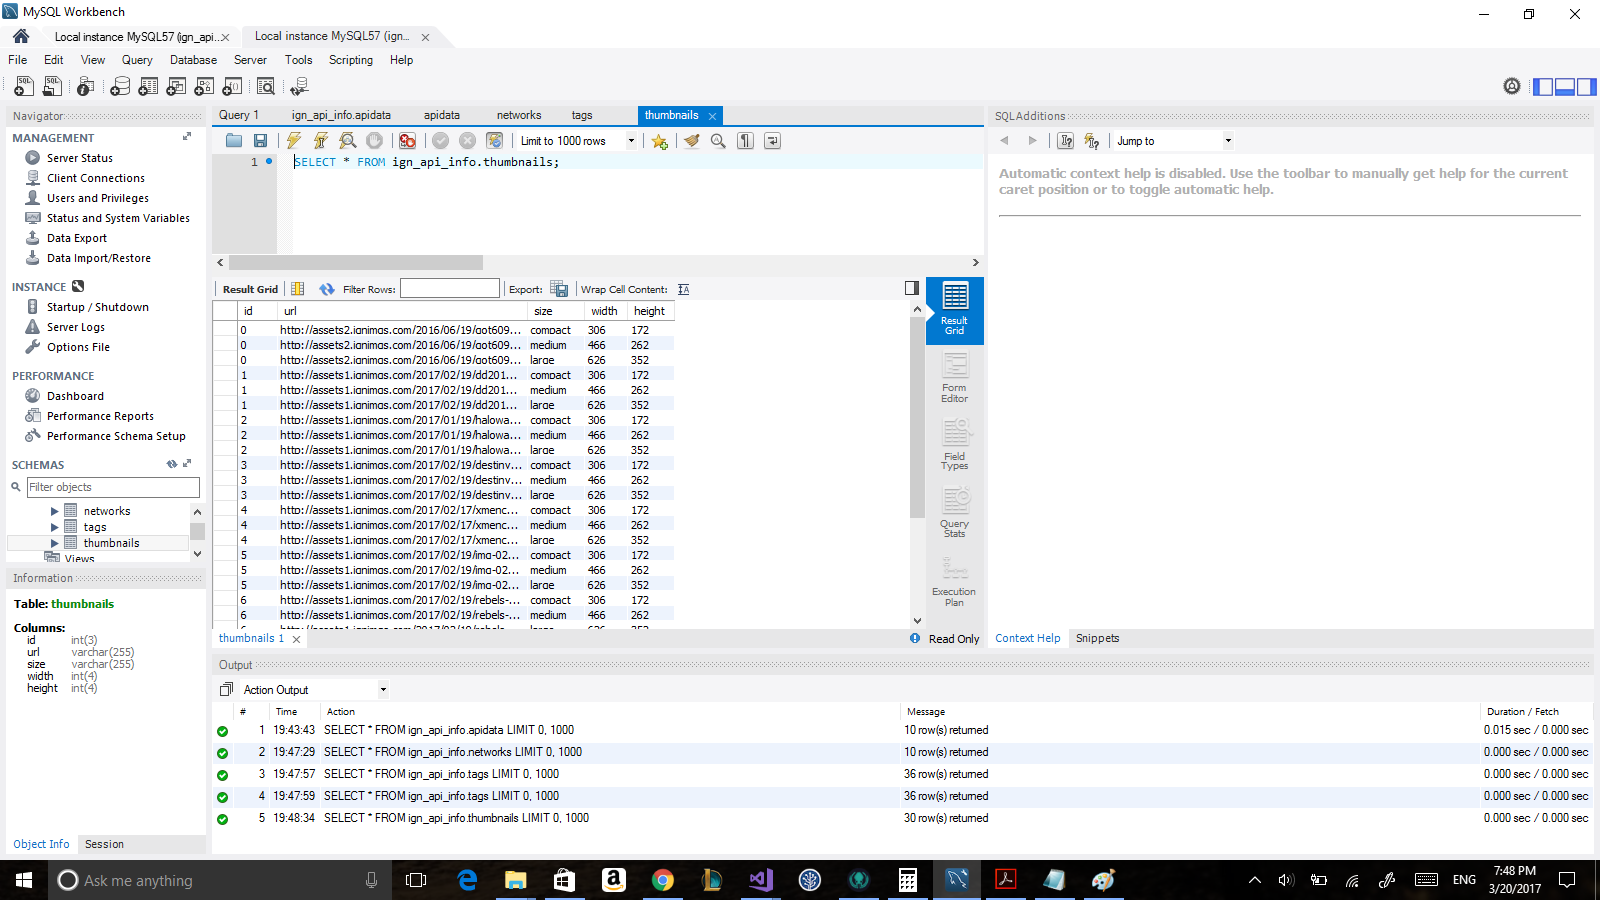 MySQL Workbench
Local instance MySQL57 (ign_api... Local instance MySQL57 (ign...
File Edit View Query Database Server Tools Scripting Help
Navigator
MANAGEMENT
Server Status
Client Connections
Users and Privileges
Status and System Variables
Data Export
Data Import/Restore
INSTANCE
Startup / Shutdown
Server Logs
Options File
PERFORMANCE
Dashboard
Performance Reports
Performance Schema Setup
SCHEMAS
Filter objects
networks
tags
thumbnails
Views
Information
Table: thumbnails
Columns:
id int(3)
url varchar(255)
size varchar(255)
width int(4)
height int(4)
Object Info Session
Query 1 ign_api_info.apidata apidata networks tags thumbnails
Limit to 1000 rows
1 SELECT * FROM ign_api_info.thumbnails;
Result Grid Filter Rows: Export: Wrap Cell Content:
id url size width height
0 http://assets2.ignimgs.com/2016/06/19/got609... compact 306 172
0 http://assets2.ignimgs.com/2016/06/19/got609... medium 466 262
0 http://assets2.ignimgs.com/2016/06/19/got609... large 626 352
1 http://assets1.ignimgs.com/2017/02/19/dd201... compact 306 172
1 http://assets1.ignimgs.com/2017/02/19/dd201... medium 466 262
1 http://assets1.ignimgs.com/2017/02/19/dd201... large 626 352
2 http://assets1.ignimgs.com/2017/01/19/halowa... compact 306 172
2 http://assets1.ignimgs.com/2017/01/19/halowa... medium 466 262
2 http://assets1.ignimgs.com/2017/01/19/halowa... large 626 352
3 http://assets1.ignimgs.com/2017/02/19/destiny... compact 306 172
3 http://assets1.ignimgs.com/2017/02/19/destiny... medium 466 262
3 http://assets1.ignimgs.com/2017/02/19/destiny... large 626 352
4 http://assets1.ignimgs.com/2017/02/17/xmenc... compact 306 172
4 http://assets1.ignimgs.com/2017/02/17/xmenc... medium 466 262
4 http://assets1.ignimgs.com/2017/02/17/xmenc... large 626 352
5 http://assets1.ignimgs.com/2017/02/19/img-02... compact 306 172
5 http://assets1.ignimgs.com/2017/02/19/img-02... medium 466 262
5 http://assets1.ignimgs.com/2017/02/19/img-02... large 626 352
6 http://assets1.ignimgs.com/2017/02/19/rebels-... compact 306 172
6 http://assets1.ignimgs.com/2017/02/19/rebels-... medium 466 262
Result Grid
Form Editor
Field Types
Query Stats
Execution Plan
thumbnails 1
Read Only
SQLAdditions
Jump to
Automatic context help is disabled. Use the toolbar to manually get help for the current
caret position or to toggle automatic help.
Context Help Snippets
Output
Action Output
# Time Action Message Duration / Fetch
1 19:43:43 SELECT * FROM ign_api_info.apidata LIMIT 0, 1000 10 row(s) returned 0.015 sec / 0.000 sec
2 19:47:29 SELECT * FROM ign_api_info.networks LIMIT 0, 1000 10 row(s) returned 0.000 sec / 0.000 sec
3 19:47:57 SELECT * FROM ign_api_info.tags LIMIT 0, 1000 36 row(s) returned 0.000 sec / 0.000 sec
4 19:47:59 SELECT * FROM ign_api_info.tags LIMIT 0, 1000 36 row(s) returned 0.000 sec / 0.000 sec
5 19:48:34 SELECT * FROM ign_api_info.thumbnails LIMIT 0, 1000 30 row(s) returned 0.000 sec / 0.000 sec
Ask me anything
ENG
7:48 PM
3/20/2017